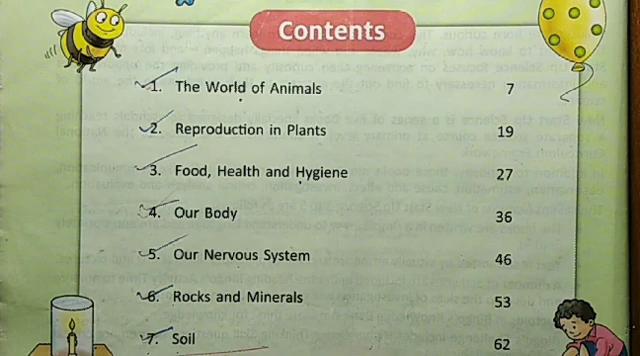 Contents
1. The World of Animals 7
2. Reproduction in Plants 19
3. Food, Health and Hygiene 27
4. Our Body 36
5. Our Nervous System 46
6. Rocks and Minerals 53
7. Soil 62